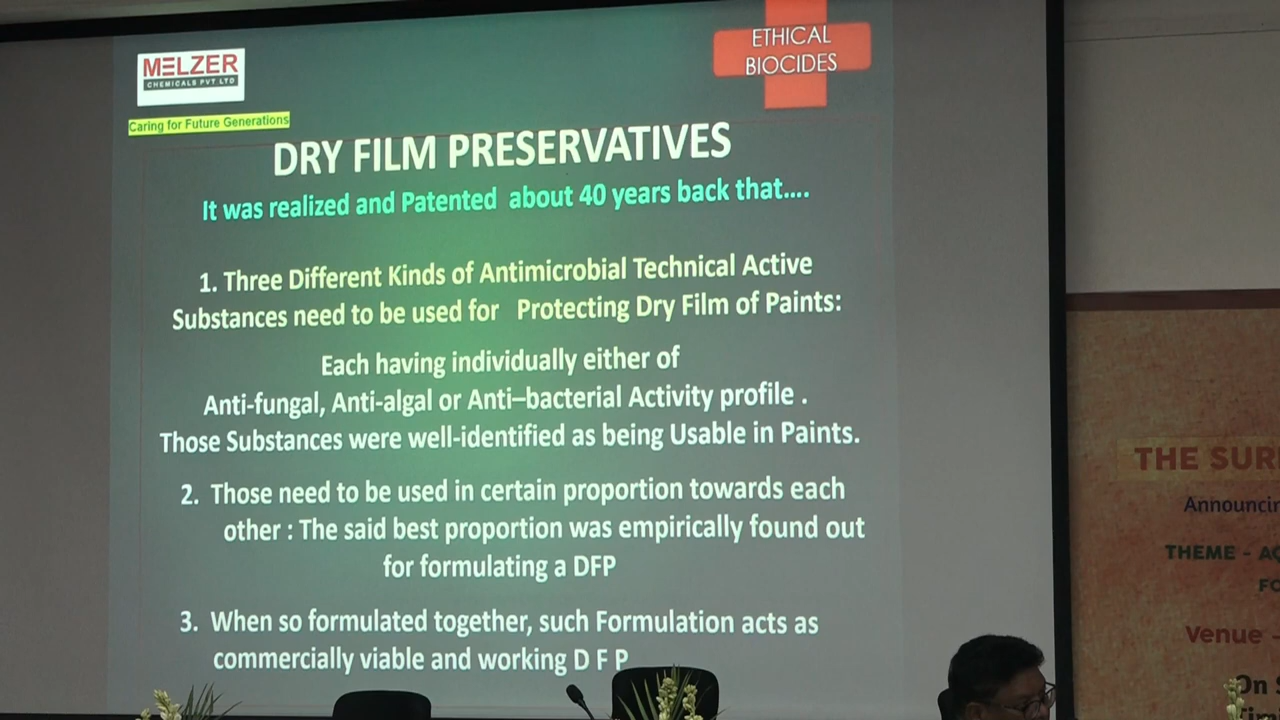 MELZER
CHEMICALS PVT LTD
Caring for Future Generations
ETHICAL
BIOCIDES
DRY FILM PRESERVATIVES
It was realized and Patented about 40 years back that....
1. Three Different Kinds of Antimicrobial Technical Active
Substances need to be used for Protecting Dry Film of Paints:
Each having individually either of
Anti-fungal, Anti-algal or Anti–bacterial Activity profile .
Those Substances were well-identified as being Usable in Paints.
2. Those need to be used in certain proportion towards each
other : The said best proportion was empirically found out
for formulating a DFP
3. When so formulated together, such Formulation acts as
commercially viable and working D F P
THE
THEME -
Venue -
On